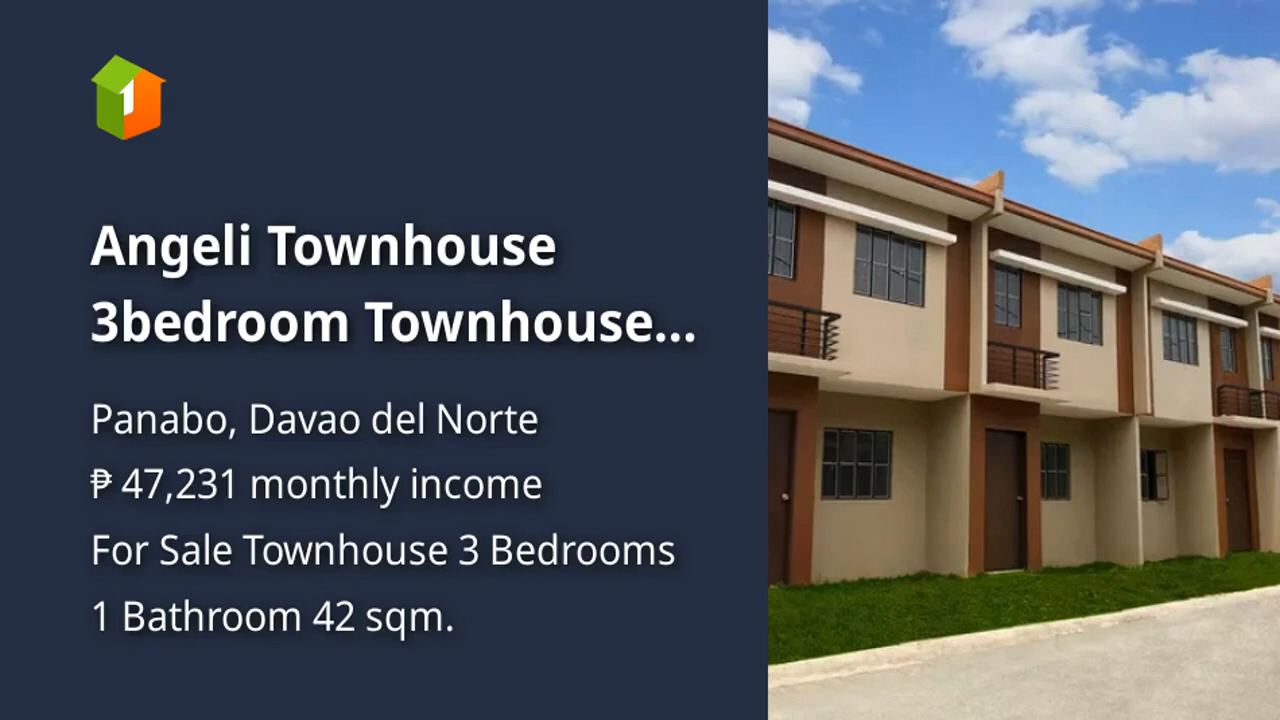 Angeli Townhouse
3bedroom Townhouse...
Panabo, Davao del Norte
₱ 47,231 monthly income
For Sale Townhouse 3 Bedrooms
1 Bathroom 42 sqm.